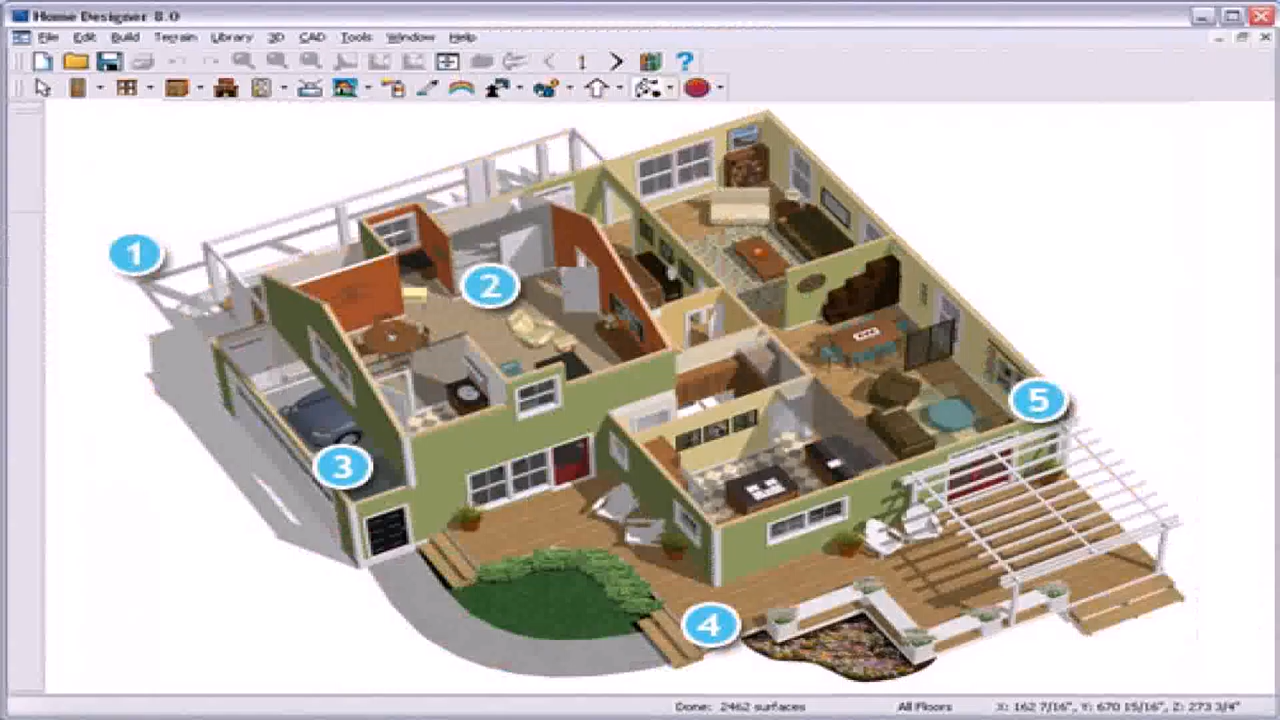 Home Designer 8.0
File Edit Build Terrain Library 3D CAD Tools Window Help
?
1
2
3
4
5
Done: 2462 surfaces All Floors X: 162 7/16", Y: 670 15/16", Z: 273 3/4"